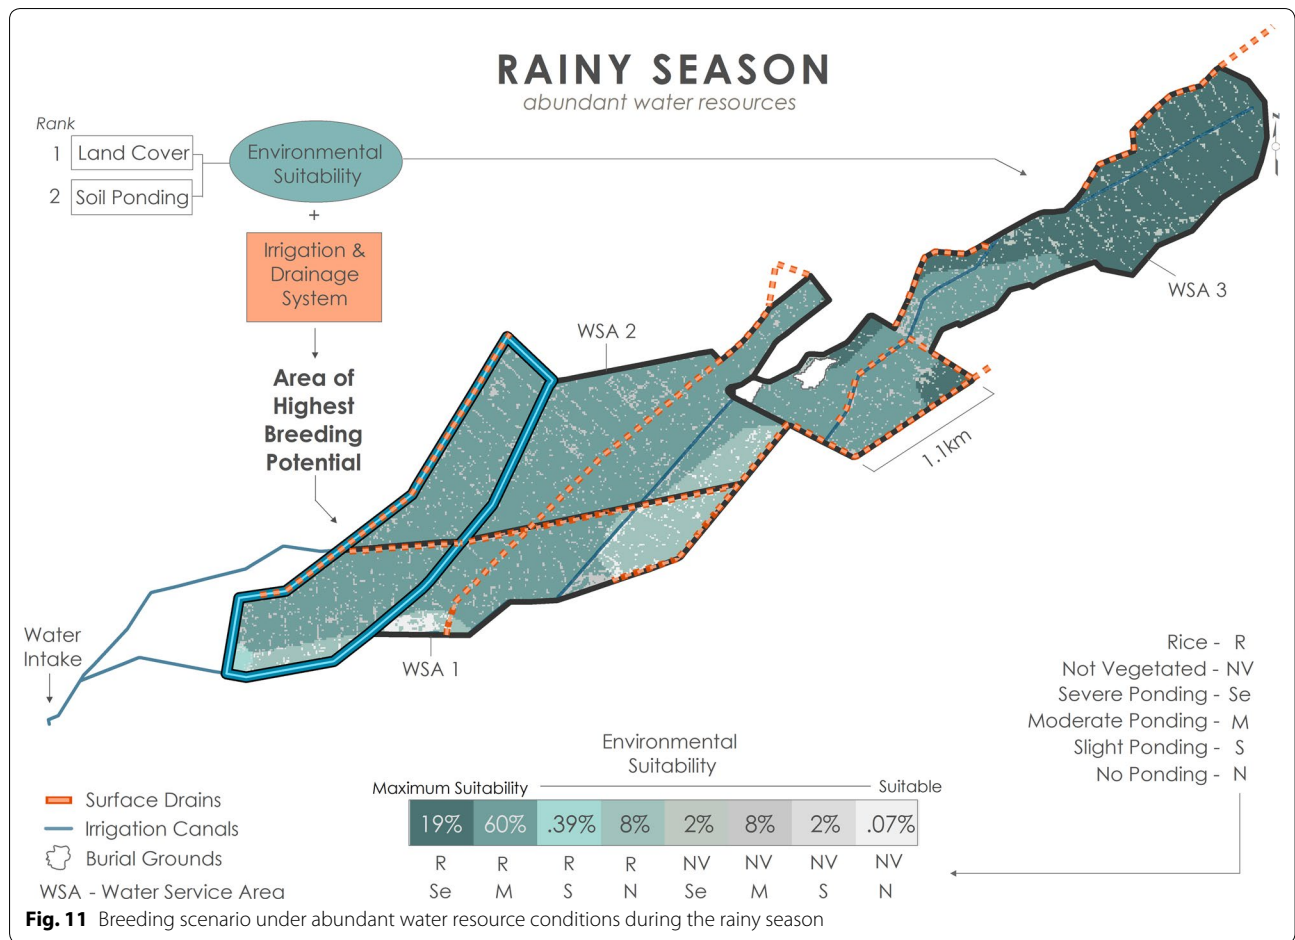 RAINY SEASON
abundant water resources
Rank
1 Land Cover
2 Soil Ponding
Environmental
Suitability
+
Irrigation &
Drainage
System
Area of
Highest
Breeding
Potential
WSA 2
WSA 3
N
1.1km
Water
Intake
WSA 1
Rice - R
Not Vegetated - NV
Severe Ponding - Se
Moderate Ponding - M
Slight Ponding - S
No Ponding - N
Environmental
Suitability
Maximum Suitability
Suitable
19% 60% .39% 8% 2% 8% 2% .07%
R R R R NV NV NV NV
Se M S N Se M S N
Surface Drains
Irrigation Canals
Burial Grounds
WSA - Water Service Area
Fig. 11 Breeding scenario under abundant water resource conditions during the rainy season